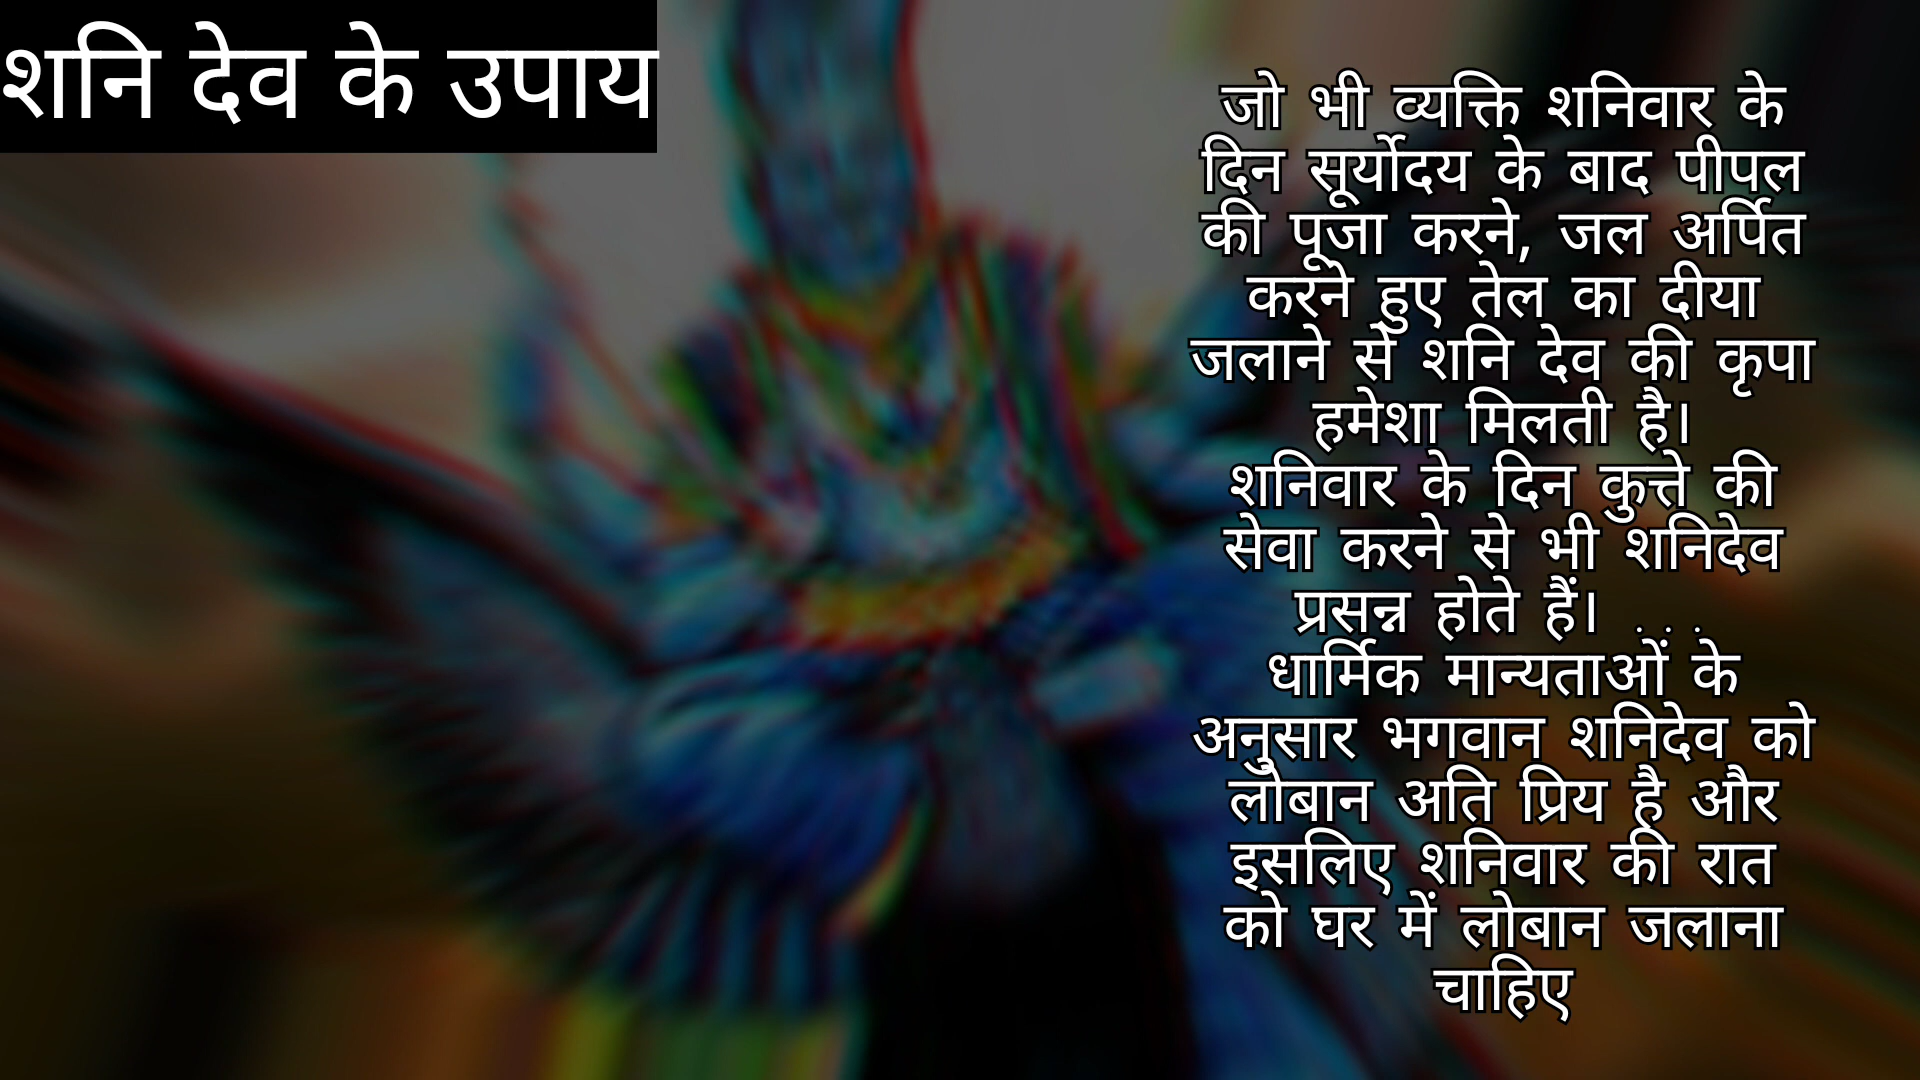 शनि देव के उपाय
जो भी व्यक्ति शनिवार के
दिन सूर्योदय के बाद पीपल
की पूजा करने, जल अर्पित
करने हुए तेल का दीया
जलाने से शनि देव की कृपा
हमेशा मिलती है।
शनिवार के दिन कुत्ते की
सेवा करने से भी शनिदेव
प्रसन्न होते हैं। . . .
धार्मिक मान्यताओं के
अनुसार भगवान शनिदेव को
लोबान अति प्रिय है और
इसलिए शनिवार की रात
को घर में लोबान जलाना
चाहिए